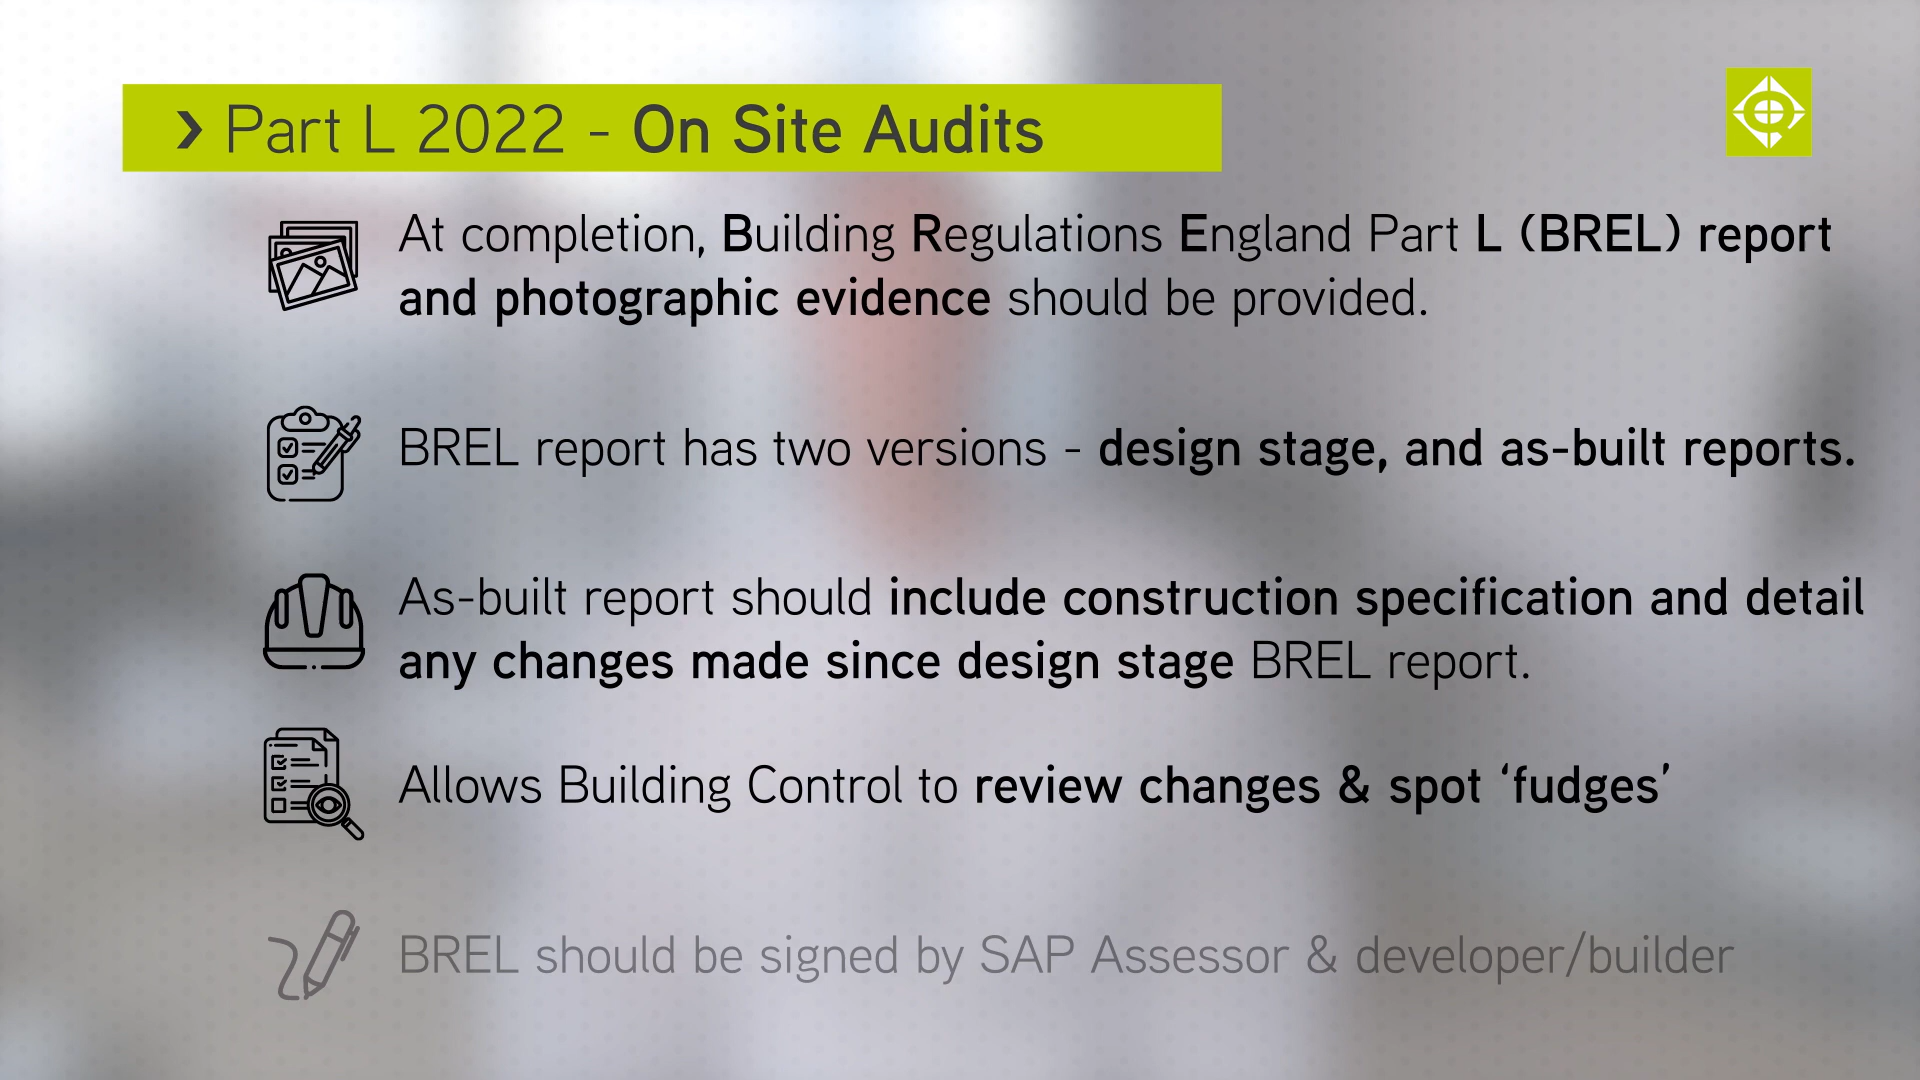 Part L 2022 - On Site Audits
At completion, Building Regulations England Part L (BREL) report
and photographic evidence should be provided.
BREL report has two versions - design stage, and as-built reports.
As-built report should include construction specification and detail
any changes made since design stage BREL report.
Allows Building Control to review changes & spot ‘fudges’
BREL should be signed by SAP Assessor & developer/builder